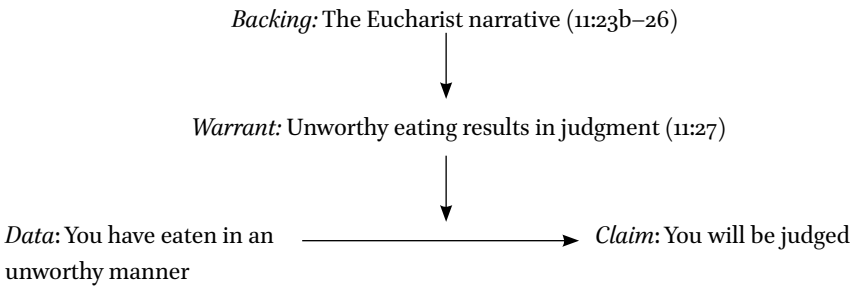 Backing: The Eucharist narrative (11:23b–26)
Warrant: Unworthy eating results in judgment (11:27)
Data: You have eaten in an
unworthy manner
Claim: You will be judged